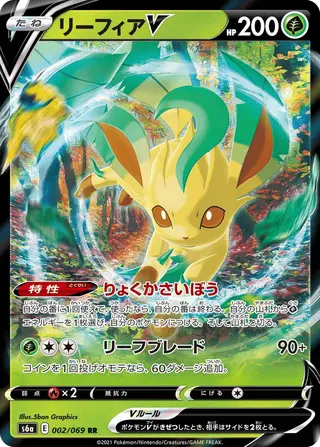 たね
リーフィアV
HP 200
特性 りょくかさいぼう
自分の番に1回使えて、使ったなら、自分の番は終わる。自分の山札から
エネルギーを1枚選び、自分のポケモンにつける。そして山札を切る。
リーフブレード 90+
コインを1回投げオモテなら、60ダメージ追加。
弱点 ×2 抵抗力 にげる
Illus.5ban Graphics
Vルール
s6a E 002/069 RR
ポケモンVがきぜつしたとき、相手はサイドを2枚とる。
©2021 Pokémon/Nintendo/Creatures/GAME FREAK.